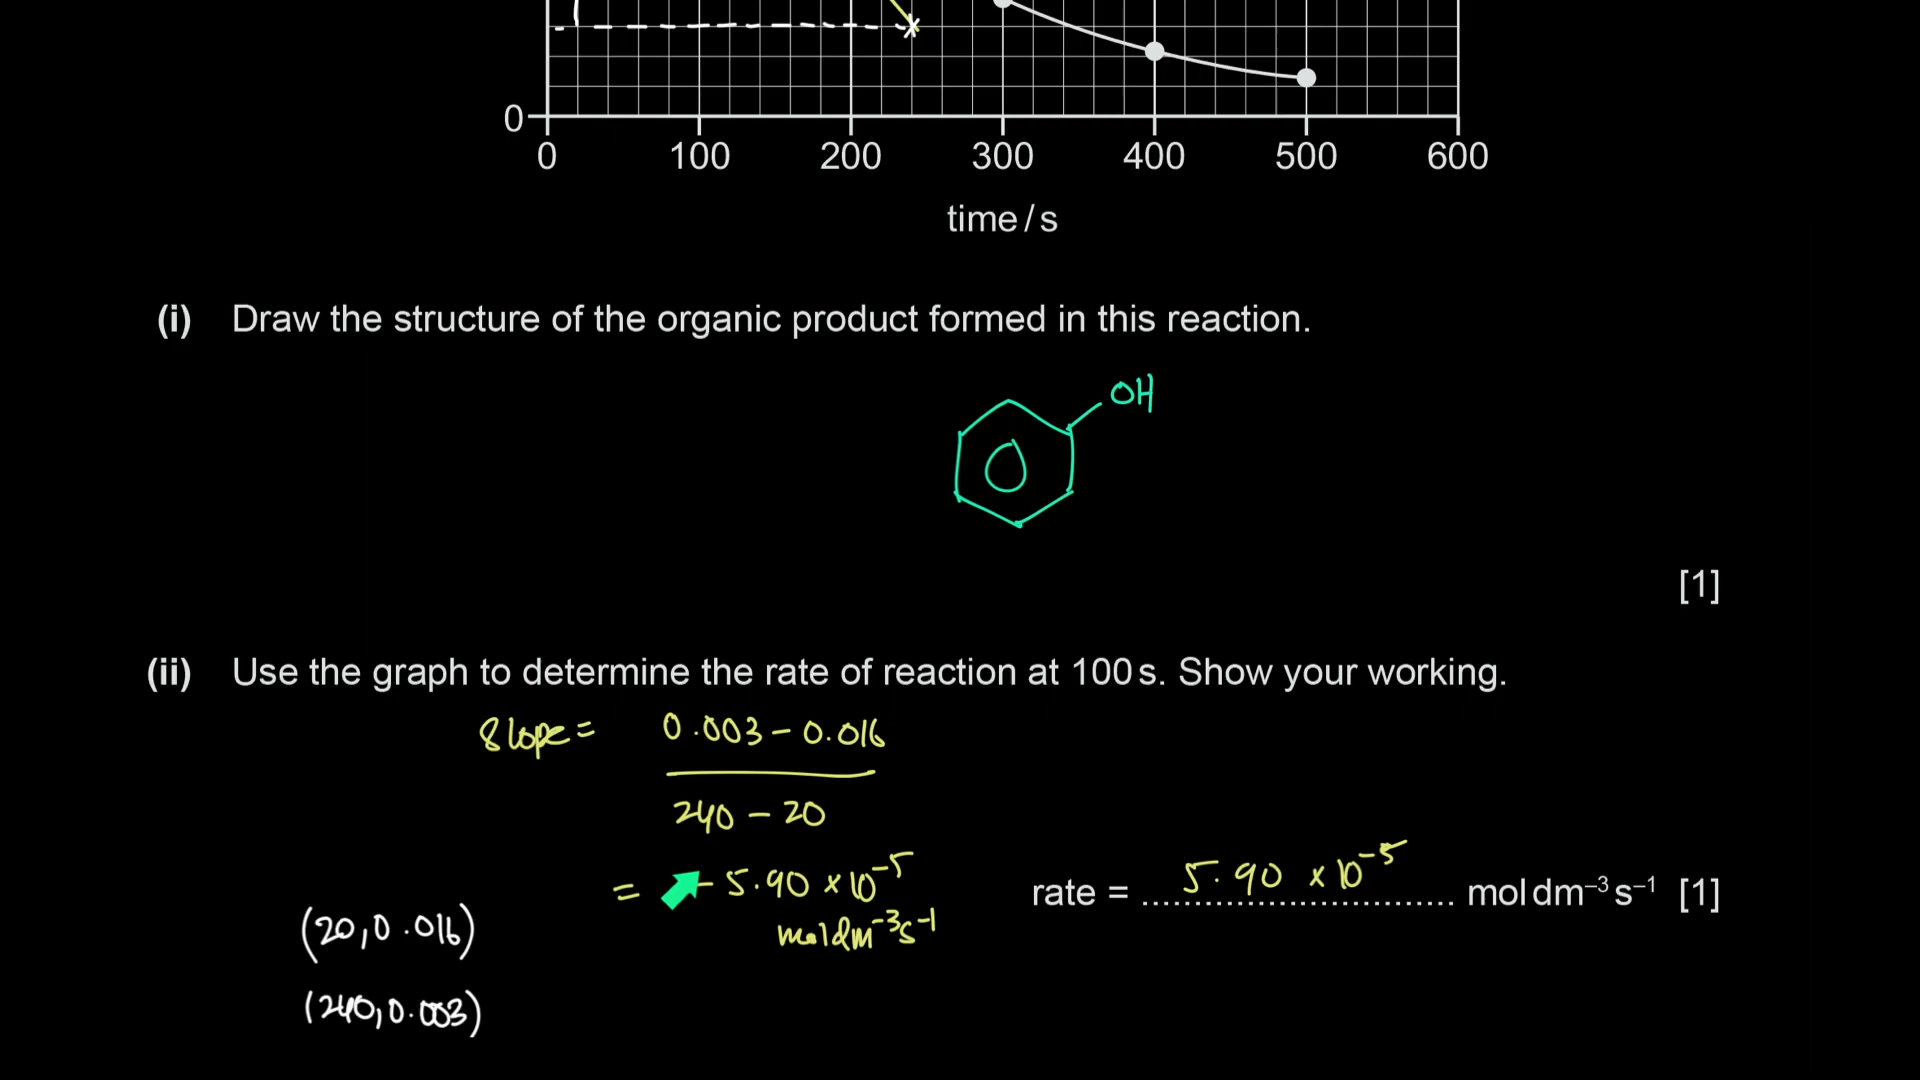 0
0 100 200 300 400 500 600
time / s
(i) Draw the structure of the organic product formed in this reaction.
OH
[1]
(ii) Use the graph to determine the rate of reaction at 100 s. Show your working.
Slope = 0.003 - 0.016
240 - 20
= - 5.90 × 10⁻⁵
mol dm⁻³ s⁻¹
rate = 5.90 × 10⁻⁵ mol dm⁻³ s⁻¹ [1]
(20, 0.016)
(240, 0.003)